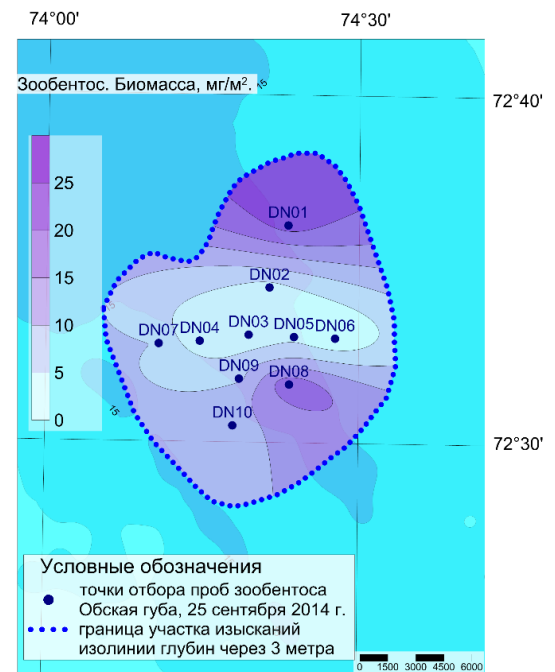 74°00' 74°30'
Зообентос. Биомасса, мг/м².
15
72°40'
25
20
15
10
5
0
DN01
DN02
DN03
DN05
DN06
DN07
DN04
DN09
DN08
DN10
15
72°30'
Условные обозначения
точки отбора проб зообентоса
Обская губа, 25 сентября 2014 г.
граница участка изысканий
изолинии глубин через 3 метра
0 1500 3000 4500 6000